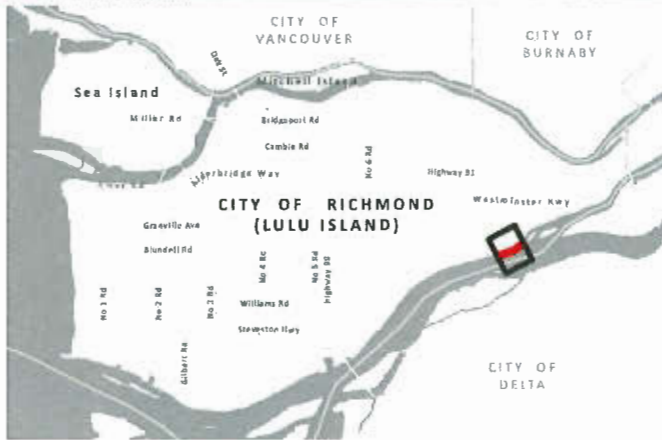 CITY OF
VANCOUVER
CITY OF
BURNABY
Oak St
Mitchell Island
Sea Island
Miller Rd
Bridgeport Rd
Cambie Rd
No 6 Rd
Highway 91
Alderbridge Way
Westminster Hwy
CITY OF RICHMOND
(LULU ISLAND)
Granville Ave
Blundell Rd
No 1 Rd
No 2 Rd
No 3 Rd
No 4 Rd
No 5 Rd
Williams Rd
Steveston Hwy
Gilbert Rd
CITY OF
DELTA